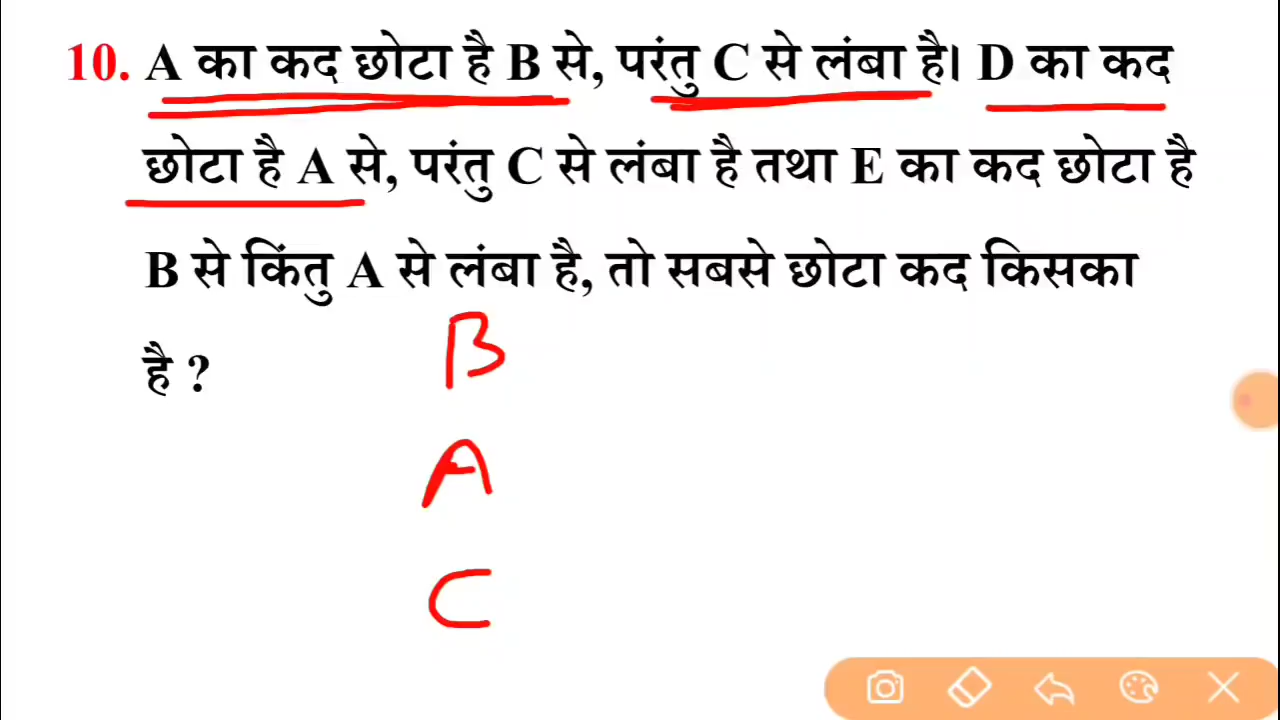 10. A का कद छोटा है B से, परंतु C से लंबा है। D का कद
छोटा है A से, परंतु C से लंबा है तथा E का कद छोटा है
B से किंतु A से लंबा है, तो सबसे छोटा कद किसका
है ?
B
A
C